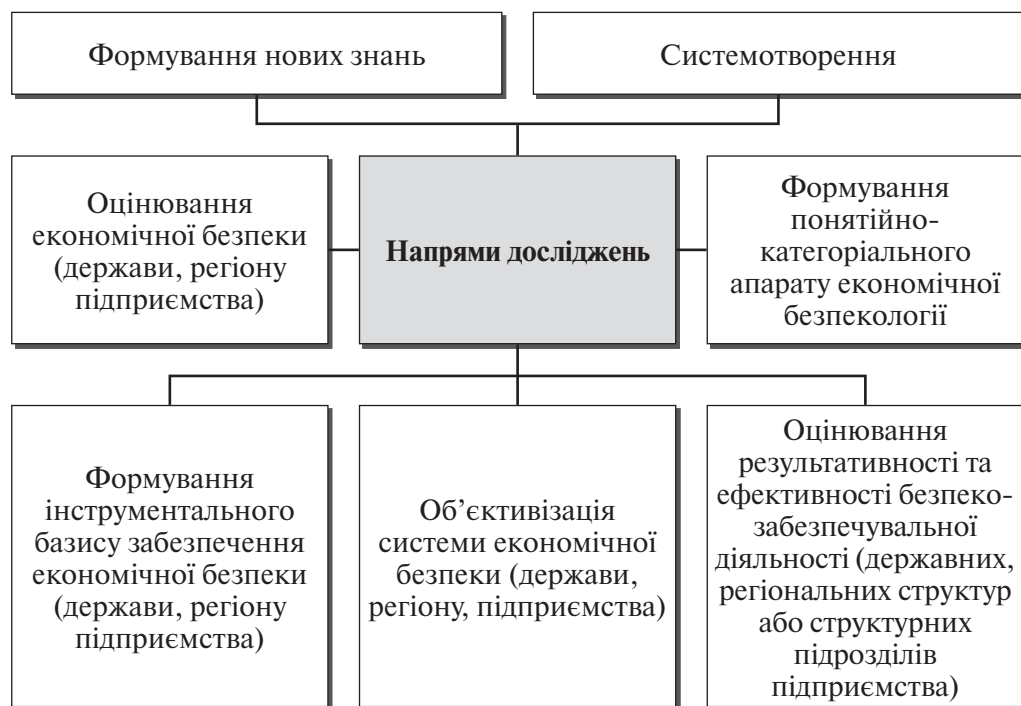 Формування нових знань
Системотворення
Оцінювання
економічної безпеки
(держави, регіону
підприємства)
Напрями досліджень
Формування
понятійно-
категоріального
апарату економічної
безпекології
Формування
інструментального
базису забезпечення
економічної безпеки
(держави, регіону
підприємства)
Об’єктивізація
системи економічної
безпеки (держави,
регіону, підприємства)
Оцінювання
результативності та
ефективності безпеко-
забезпечувальної
діяльності (державних,
регіональних структур
або структурних
підрозділів
підприємства)